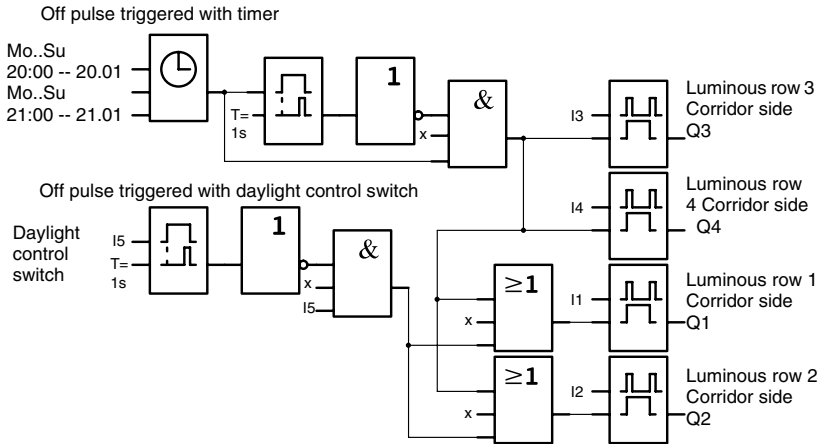 Off pulse triggered with timer
Mo..Su
20:00 -- 20.01
Mo..Su
21:00 -- 21.01
T=
1s
1
x
&
I3
Luminous row 3
Corridor side
Q3
I4
Luminous row
4 Corridor side
Q4
Off pulse triggered with daylight control switch
Daylight
control
switch
I5
T=
1s
1
x
I5
&
≥1
x
I1
Luminous row 1
Corridor side
Q1
≥1
x
I2
Luminous row 2
Corridor side
Q2